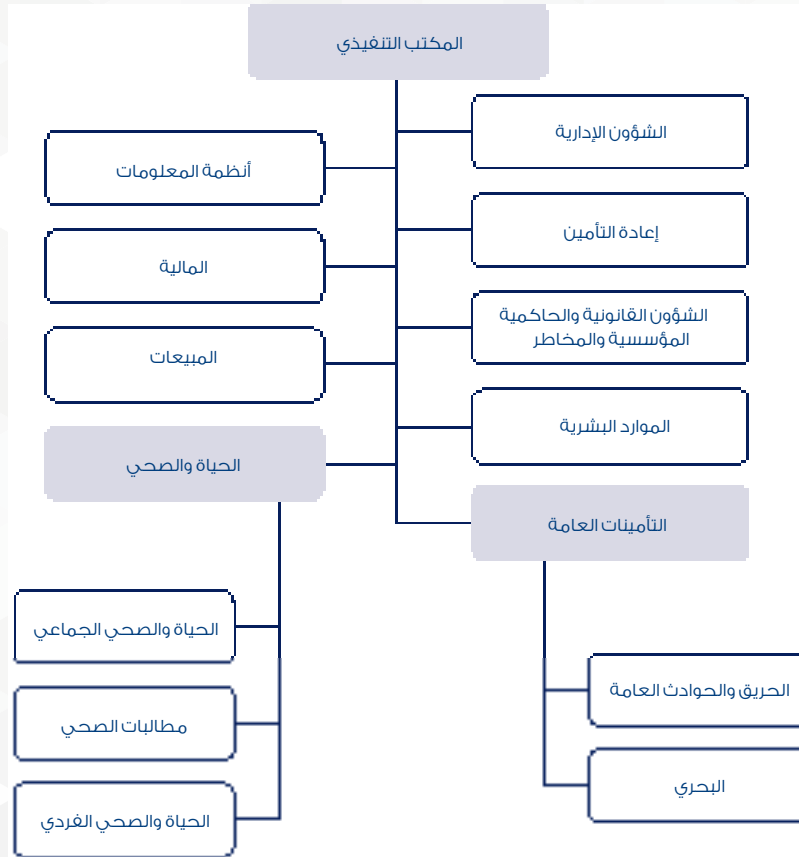 المكتب التنفيذي
الشؤون الإدارية
أنظمة المعلومات
إعادة التأمين
المالية
الشؤون القانونية والحاكمية
المؤسسية والمخاطر
المبيعات
الموارد البشرية
الحياة والصحي
التأمينات العامة
الحياة والصحي الجماعي
الحريق والحوادث العامة
مطالبات الصحي
البحري
الحياة والصحي الفردي